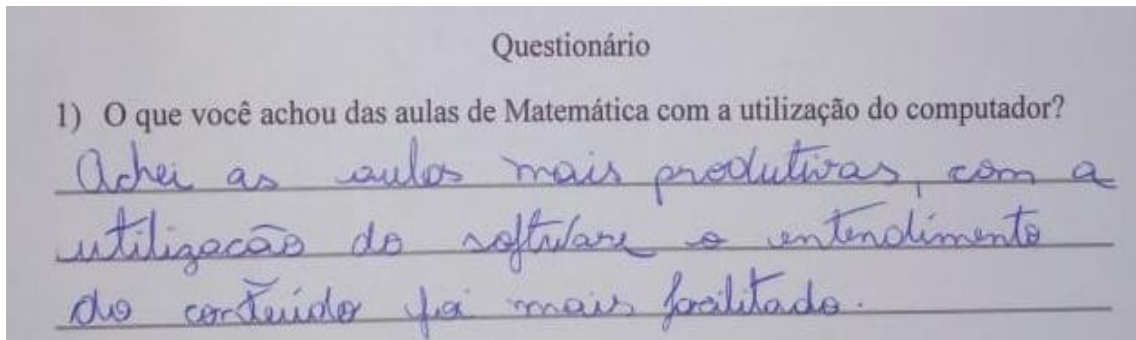 Questionário
1) O que você achou das aulas de Matemática com a utilização do computador?
Achei as aulas mais produtivas, com a
utilização do software o entendimento
do conteúdo foi mais facilitado.